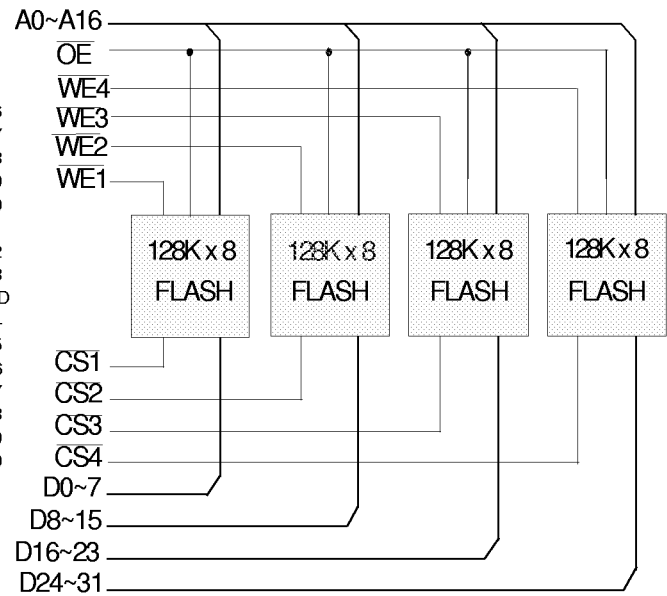 A0~A16
OE
WE4
WE3
WE2
WE1
128K x 8
FLASH
128K x 8
FLASH
128K x 8
FLASH
128K x 8
FLASH
CS1
CS2
CS3
CS4
D0~7
D8~15
D16~23
D24~31